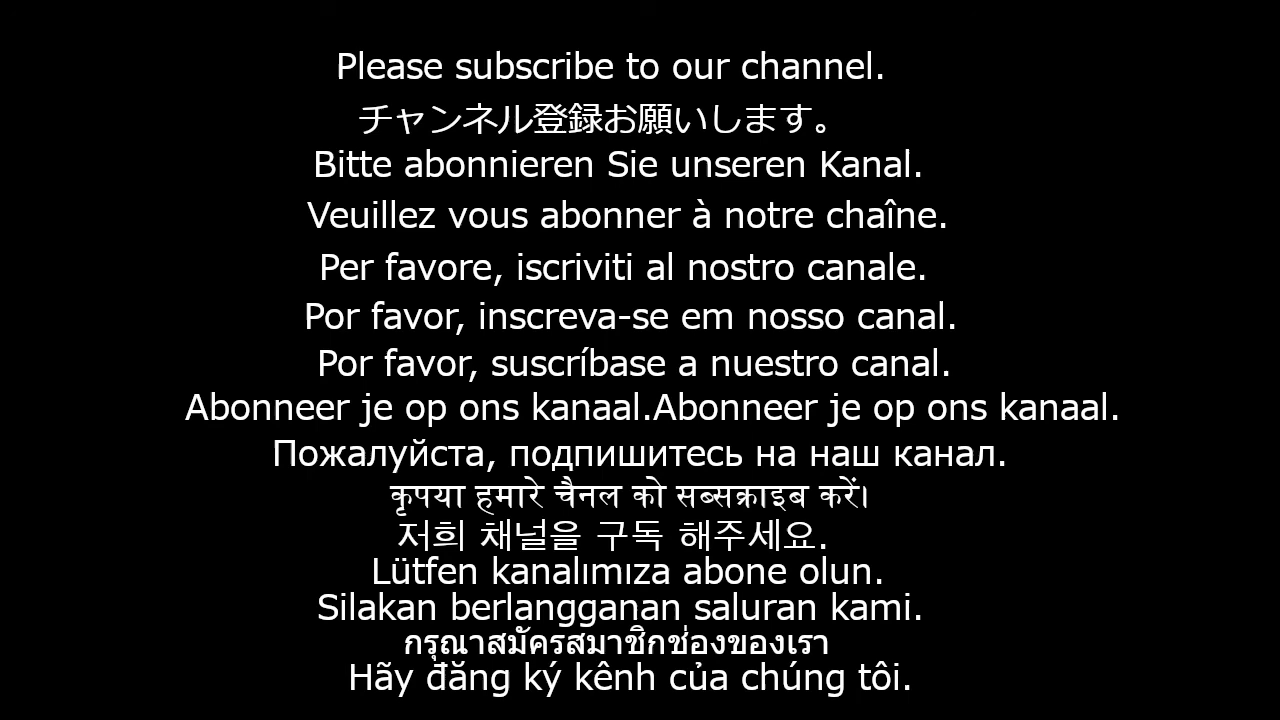 Please subscribe to our channel.
チャンネル登録お願いします。
Bitte abonnieren Sie unseren Kanal.
Veuillez vous abonner à notre chaîne.
Per favore, iscriviti al nostro canale.
Por favor, inscreva-se em nosso canal.
Por favor, suscríbase a nuestro canal.
Abonneer je op ons kanaal.Abonneer je op ons kanaal.
Пожалуйста, подпишитесь на наш канал.
कृपया हमारे चैनल को सब्सक्राइब करें।
저희 채널을 구독 해주세요.
Lütfen kanalımıza abone olun.
Silakan berlangganan saluran kami.
กรุณาสมัครสมาชิกช่องของเรา
Hãy đăng ký kênh của chúng tôi.